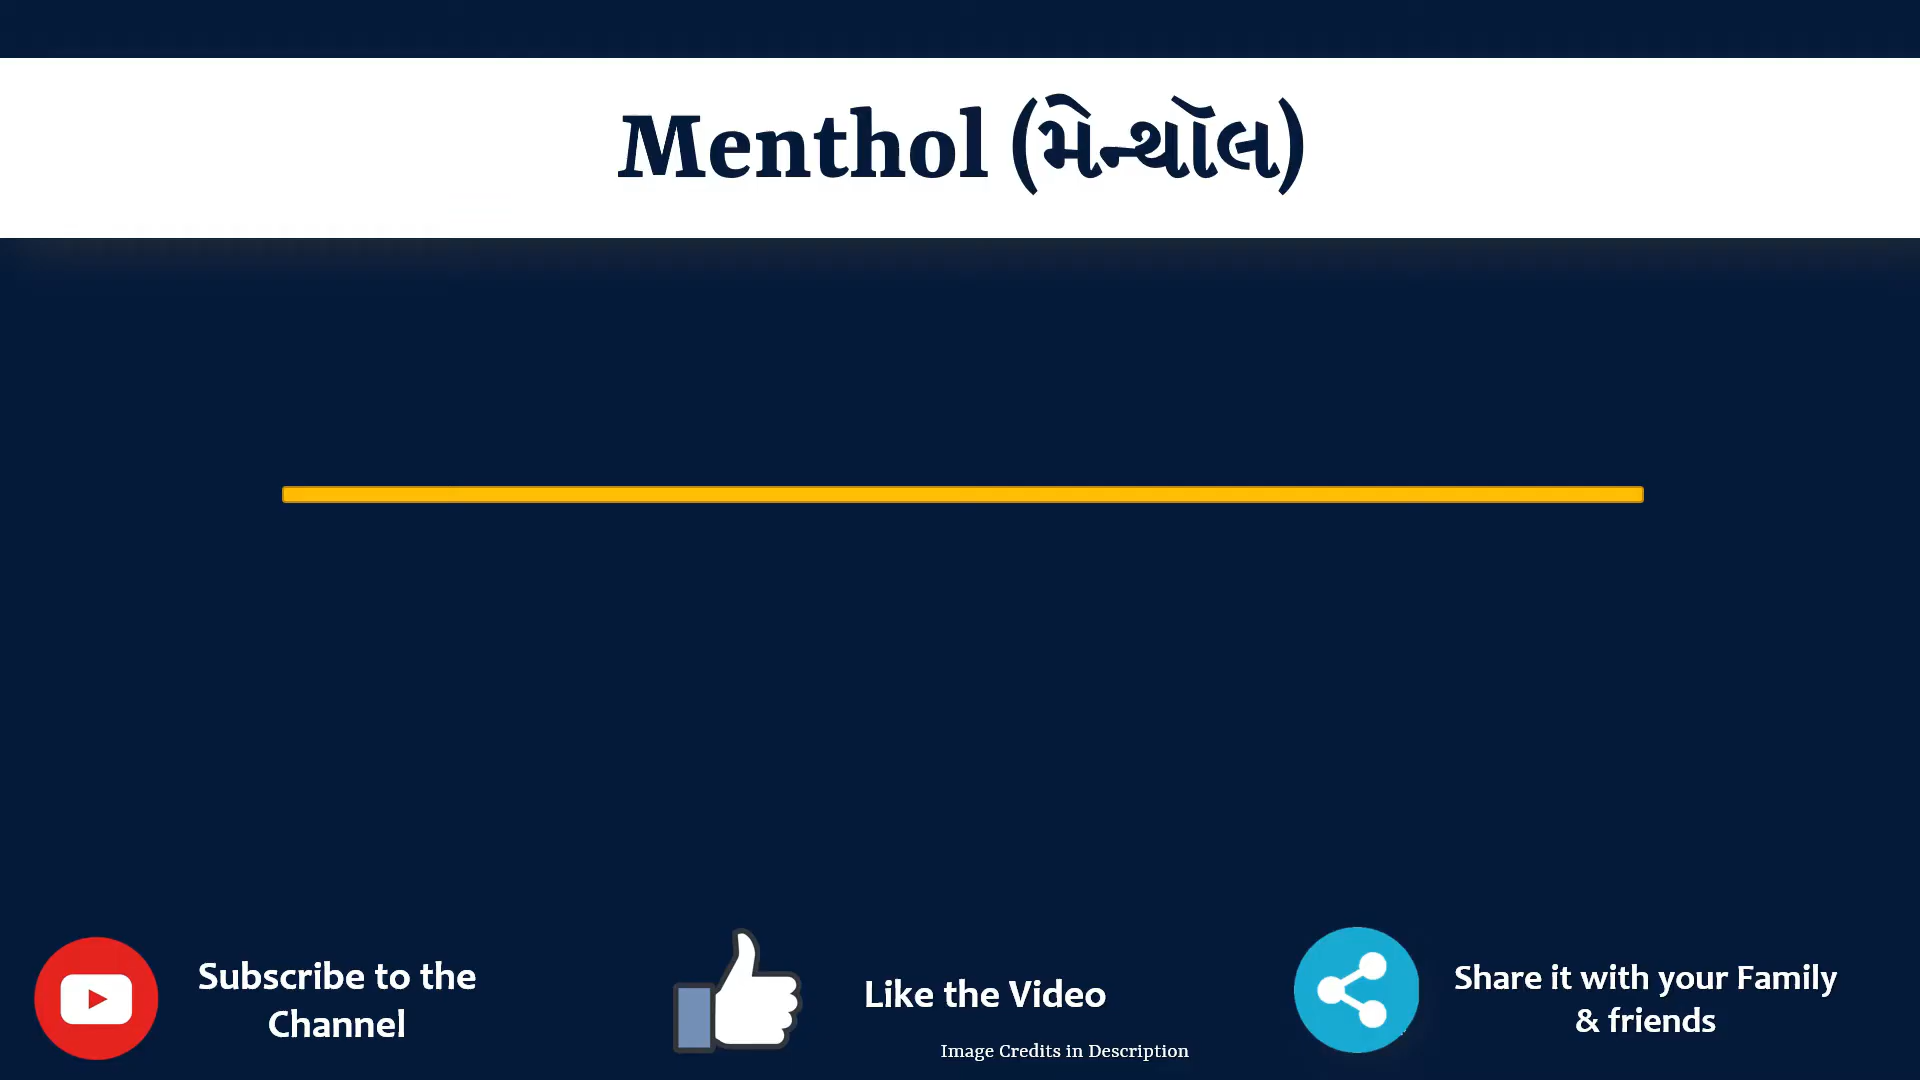 Menthol (મેન્થૉલ)
Subscribe to the
Channel
Like the Video
Share it with your Family
& friends
Image Credits in Description